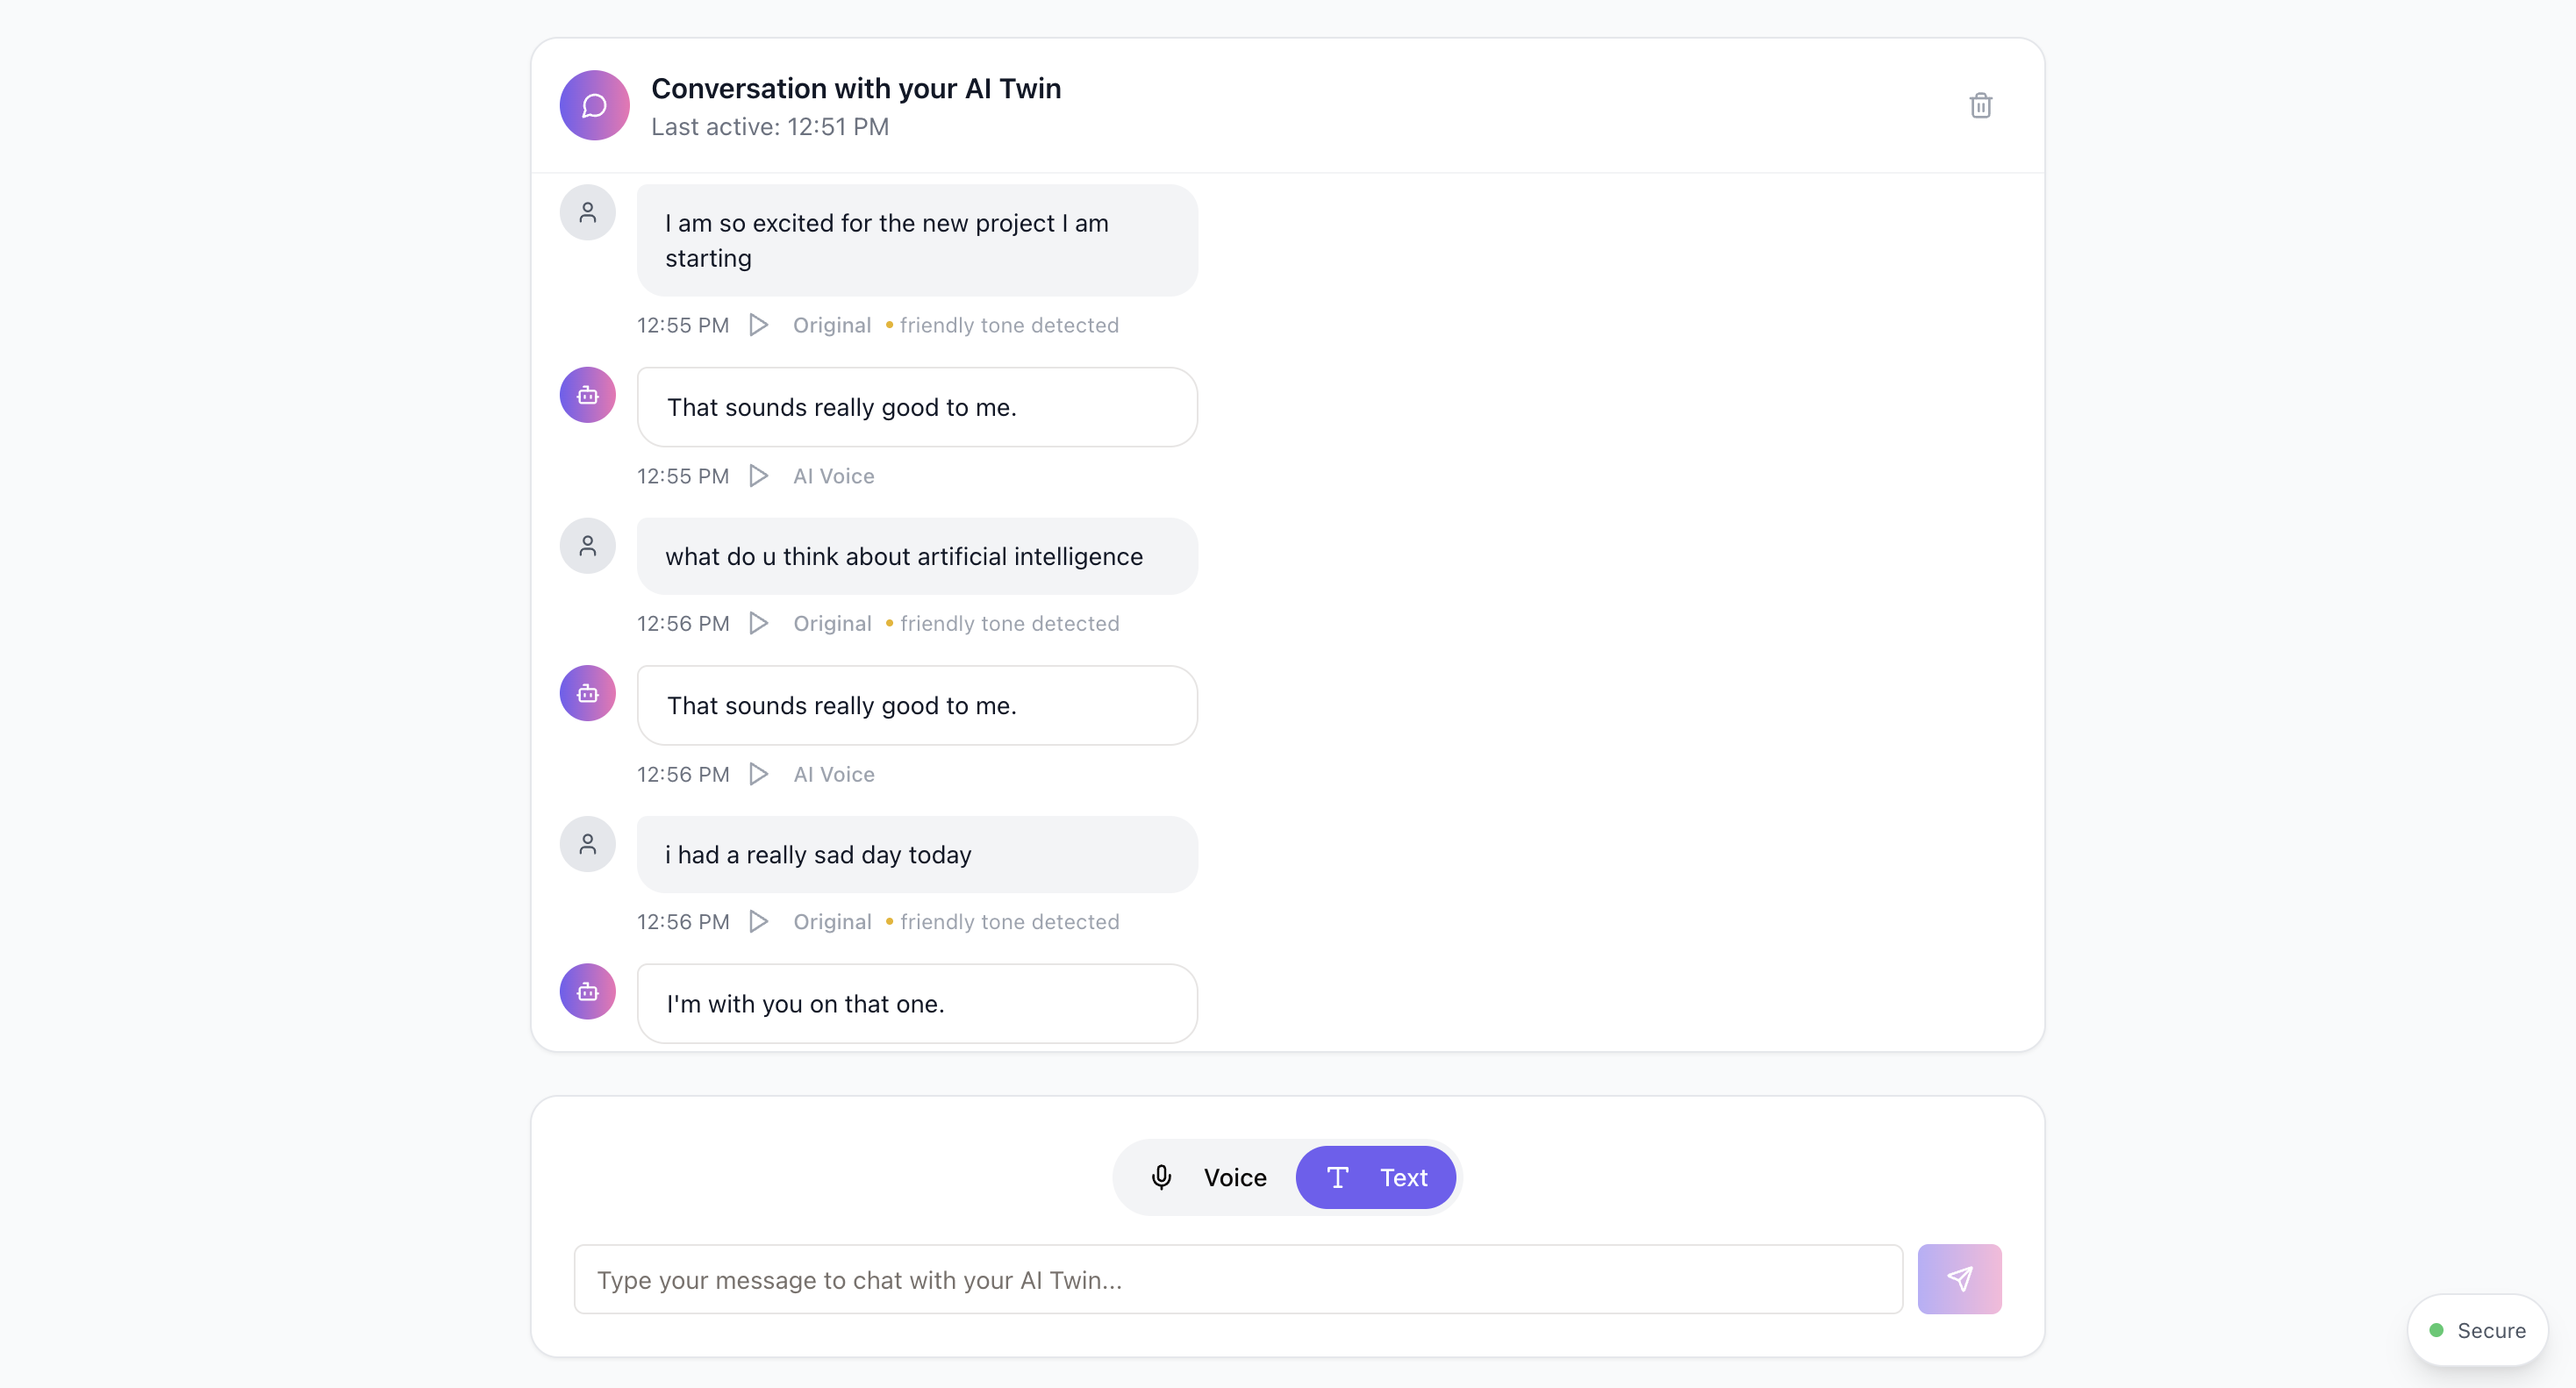 Conversation with your AI Twin
Last active: 12:51 PM
I am so excited for the new project I am
starting
12:55 PM Original • friendly tone detected
That sounds really good to me.
12:55 PM AI Voice
what do u think about artificial intelligence
12:56 PM Original • friendly tone detected
That sounds really good to me.
12:56 PM AI Voice
i had a really sad day today
12:56 PM Original • friendly tone detected
I'm with you on that one.
Voice Text
Type your message to chat with your AI Twin...
Secure